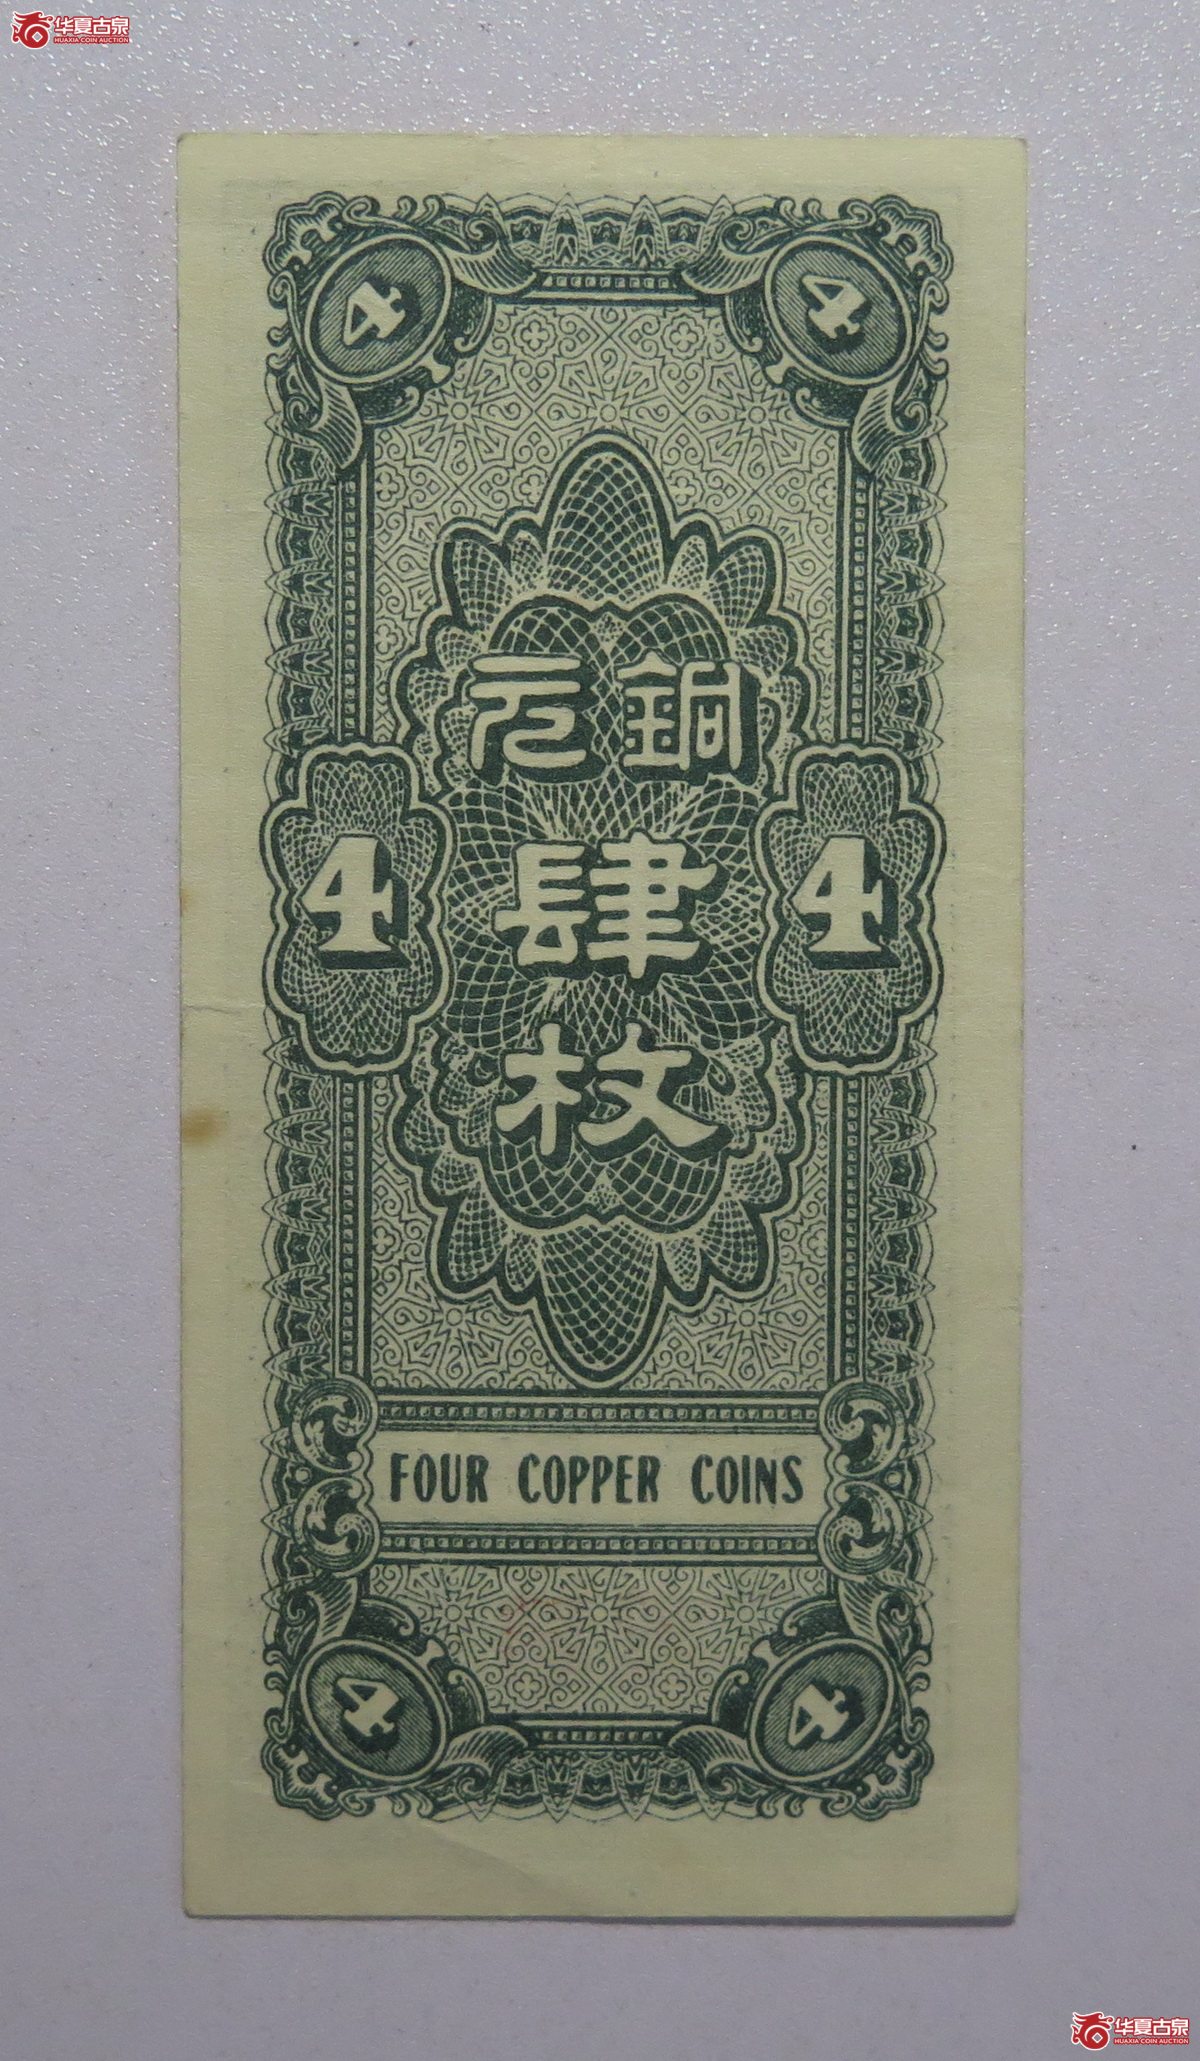 华夏古泉
HUAXIA COIN AUCTION
4 4
銅元
肆
枚
4 4
FOUR COPPER COINS
4 4
华夏古泉
HUAXIA COIN AUCTION